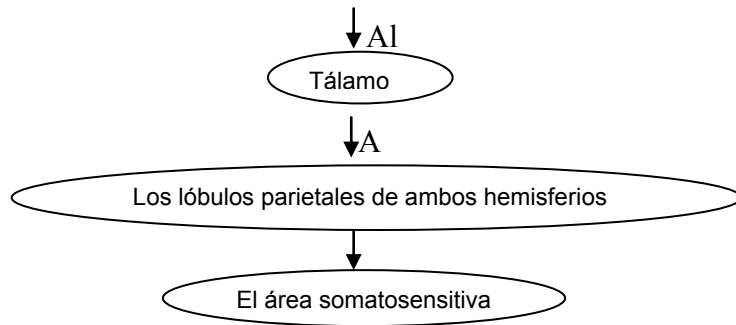 Al
Tálamo
A
Los lóbulos parietales de ambos hemisferios
El área somatosensitiva